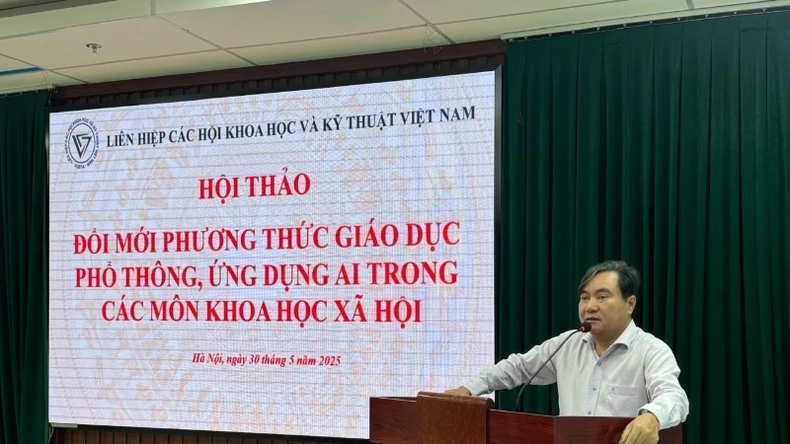 LIÊN HIỆP CÁC HỘI KHOA HỌC VÀ KỸ THUẬT VIỆT NAM
HỘI THẢO
ĐỔI MỚI PHƯƠNG THỨC GIÁO DỤC
PHỔ THÔNG, ỨNG DỤNG AI TRONG
CÁC MÔN KHOA HỌC XÃ HỘI
Hà Nội, ngày 30 tháng 5 năm 2025